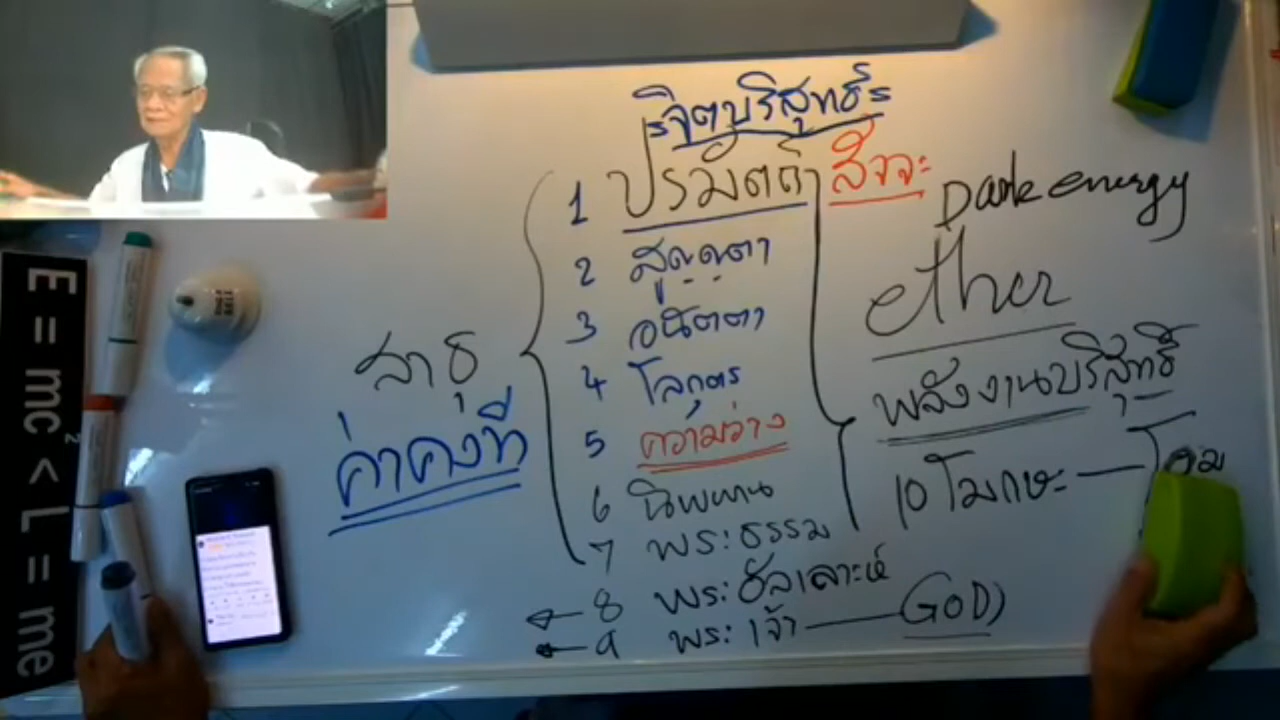 จิตบริสุทธิ์
1 ปรมัตถ์ สัจจะ
Dark energy
2 สุญญตา
ether
3 อนัตตา
สาธุ
4 โลกุตร
พลังงานบริสุทธิ์
5 ความว่าง
ค่าคงที่
6 นิพพาน
10 โมกษะ —
7 พระธรรม
8 พระอัลเลาะห์
9 พระเจ้า — GOD
E = mc² < L = me